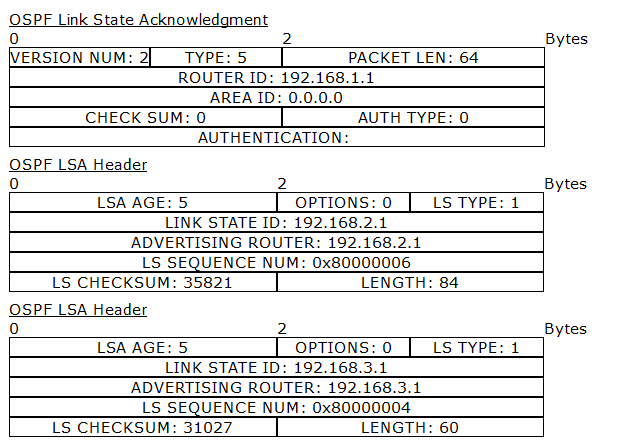 OSPF Link State Acknowledgment
0 2 Bytes
VERSION NUM: 2 TYPE: 5 PACKET LEN: 64
ROUTER ID: 192.168.1.1
AREA ID: 0.0.0.0
CHECK SUM: 0 AUTH TYPE: 0
AUTHENTICATION:
OSPF LSA Header
0 2 Bytes
LSA AGE: 5 OPTIONS: 0 LS TYPE: 1
LINK STATE ID: 192.168.2.1
ADVERTISING ROUTER: 192.168.2.1
LS SEQUENCE NUM: 0x80000006
LS CHECKSUM: 35821 LENGTH: 84
OSPF LSA Header
0 2 Bytes
LSA AGE: 5 OPTIONS: 0 LS TYPE: 1
LINK STATE ID: 192.168.3.1
ADVERTISING ROUTER: 192.168.3.1
LS SEQUENCE NUM: 0x80000004
LS CHECKSUM: 31027 LENGTH: 60